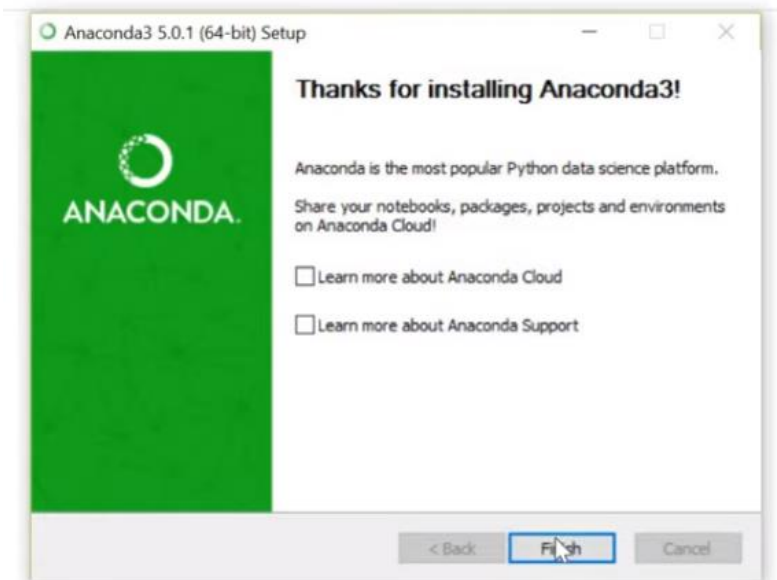 Anaconda3 5.0.1 (64-bit) Setup
Thanks for installing Anaconda3!
ANACONDA.
Anaconda is the most popular Python data science platform.
Share your notebooks, packages, projects and environments
on Anaconda Cloud!
Learn more about Anaconda Cloud
Learn more about Anaconda Support
< Back
Finish
Cancel